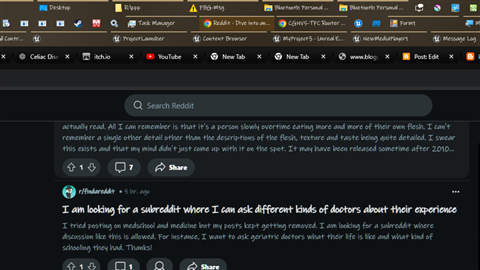 Desktop
Bluetooth Personal ...
Bluetooth Personal ...
Task Manager
Reddit - Dive into an...
CGNVS-TPC Router ...
Form1
ProjectLauncher
Content Browser
MyProject3 - Unreal E...
NewMediaPlayer1
Message Log
Celiac Dise
itch.io
YouTube
New Tab
New Tab
www.blogg
Post: Edit
Search Reddit
actually read. All I can remember is that it's a person slowly overtime eating more and more of their own flesh. I can't
remember a single other detail other than the descriptions of the flesh, texture and taste being quite detailed. I swear
this exists and that my mind didn't just come up with it on the spot. It may have been released sometime after 2010...
1
7
Share
r/findareddit • 5 hr. ago
I am looking for a subreddit where I can ask different kinds of doctors about their experience
I tried posting on medschool and medicine but my posts kept getting removed. I am looking for a subreddit where
discussion like this is allowed. For instance, I want to ask geriatric doctors what their life is like and what kind of
schooling they had. Thanks!
1
1
Share